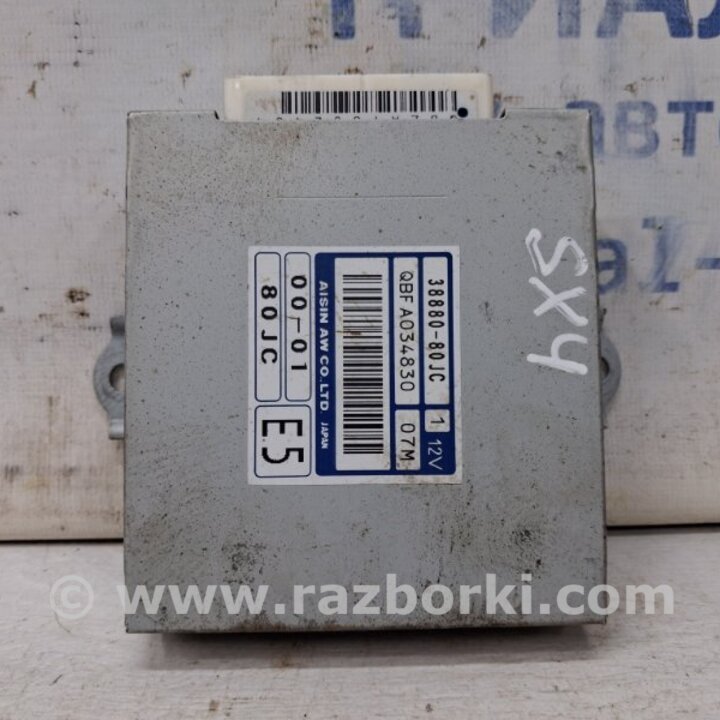 38880-80JC 1 12V
QBFA034830 07M
AISIN AW CO.,LTD. JAPAN
00-01
80JC
E5
SX4
авто
© www.razborki.com